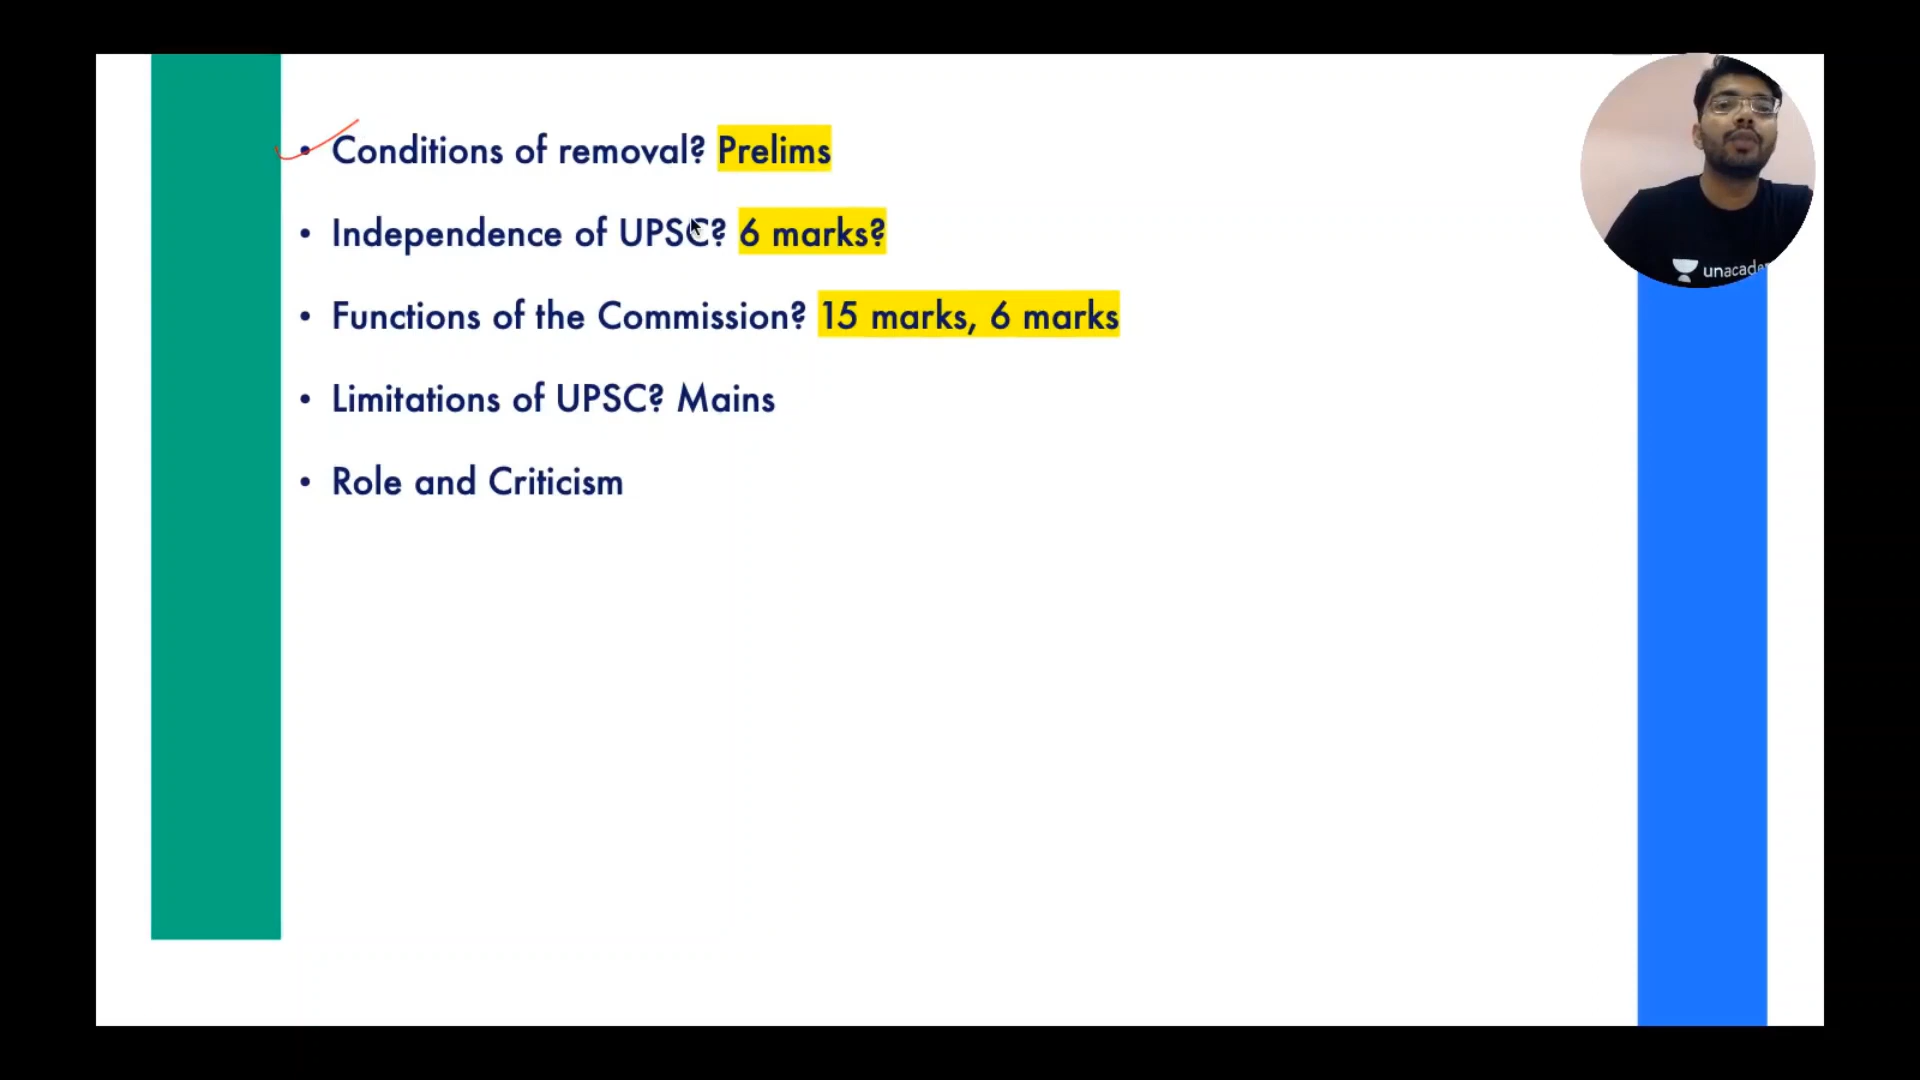 • Conditions of removal? Prelims
• Independence of UPSC? 6 marks?
• Functions of the Commission? 15 marks, 6 marks
• Limitations of UPSC? Mains
• Role and Criticism
unacade